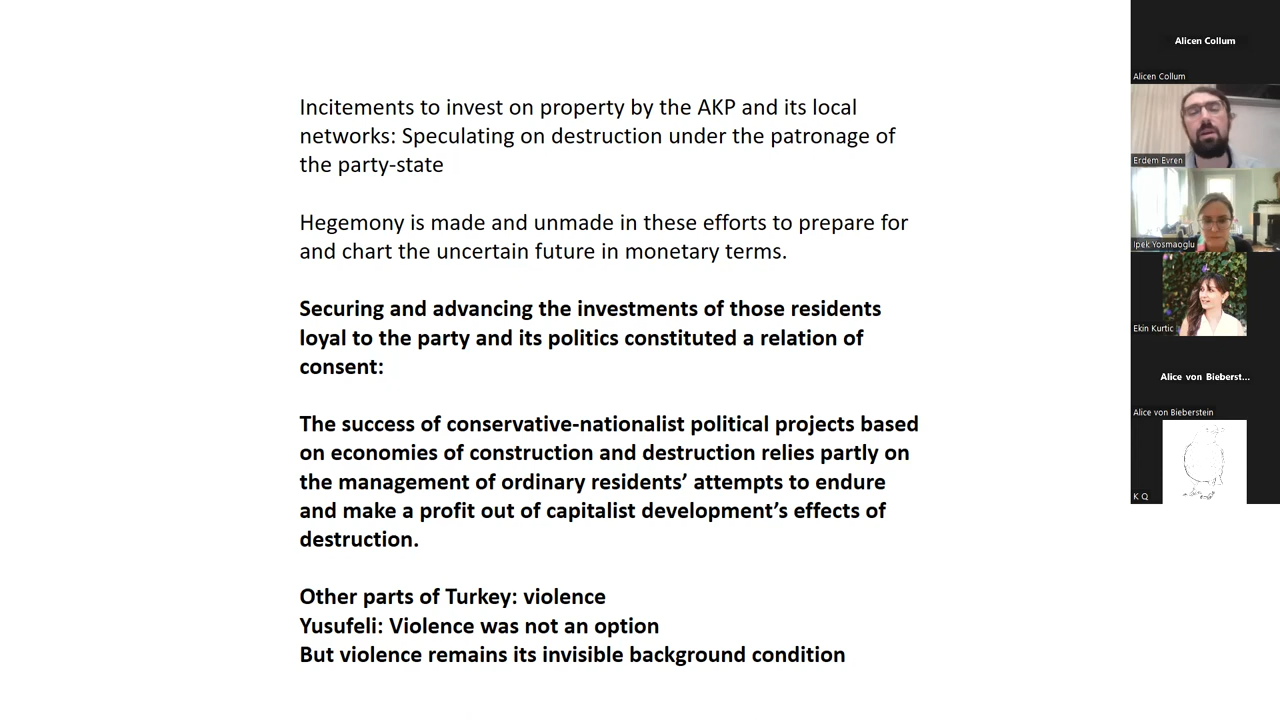 Incitements to invest on property by the AKP and its local
networks: Speculating on destruction under the patronage of
the party-state
Hegemony is made and unmade in these efforts to prepare for
and chart the uncertain future in monetary terms.
Securing and advancing the investments of those residents
loyal to the party and its politics constituted a relation of
consent:
The success of conservative-nationalist political projects based
on economies of construction and destruction relies partly on
the management of ordinary residents’ attempts to endure
and make a profit out of capitalist development’s effects of
destruction.
Other parts of Turkey: violence
Yusufeli: Violence was not an option
But violence remains its invisible background condition
Alicen Collum
Alicen Collum
Erdem Evren
Ipek Yosmaoglu
Ekin Kurtic
Alice von Bieberst...
Alice von Bieberstein
K Q